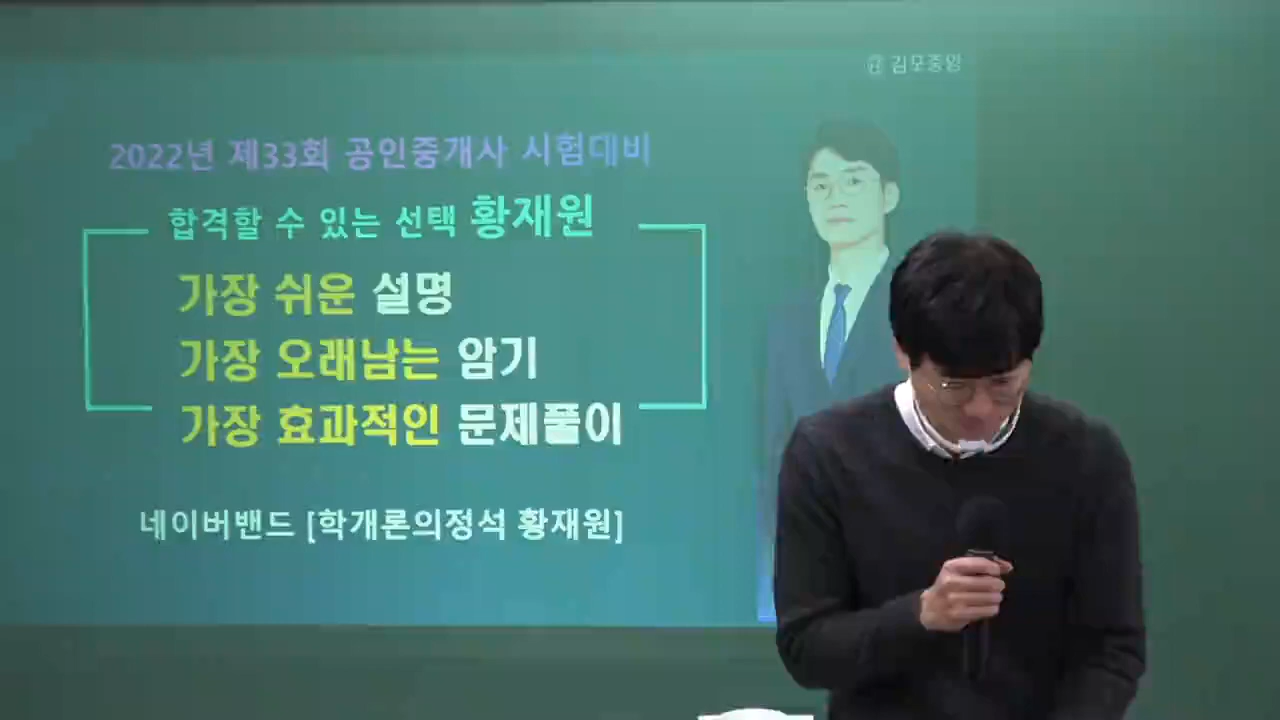 김모중앙
2022년 제33회 공인중개사 시험대비
합격할 수 있는 선택 황재원
가장 쉬운 설명
가장 오래남는 암기
가장 효과적인 문제풀이
네이버밴드 [학개론의정석 황재원]